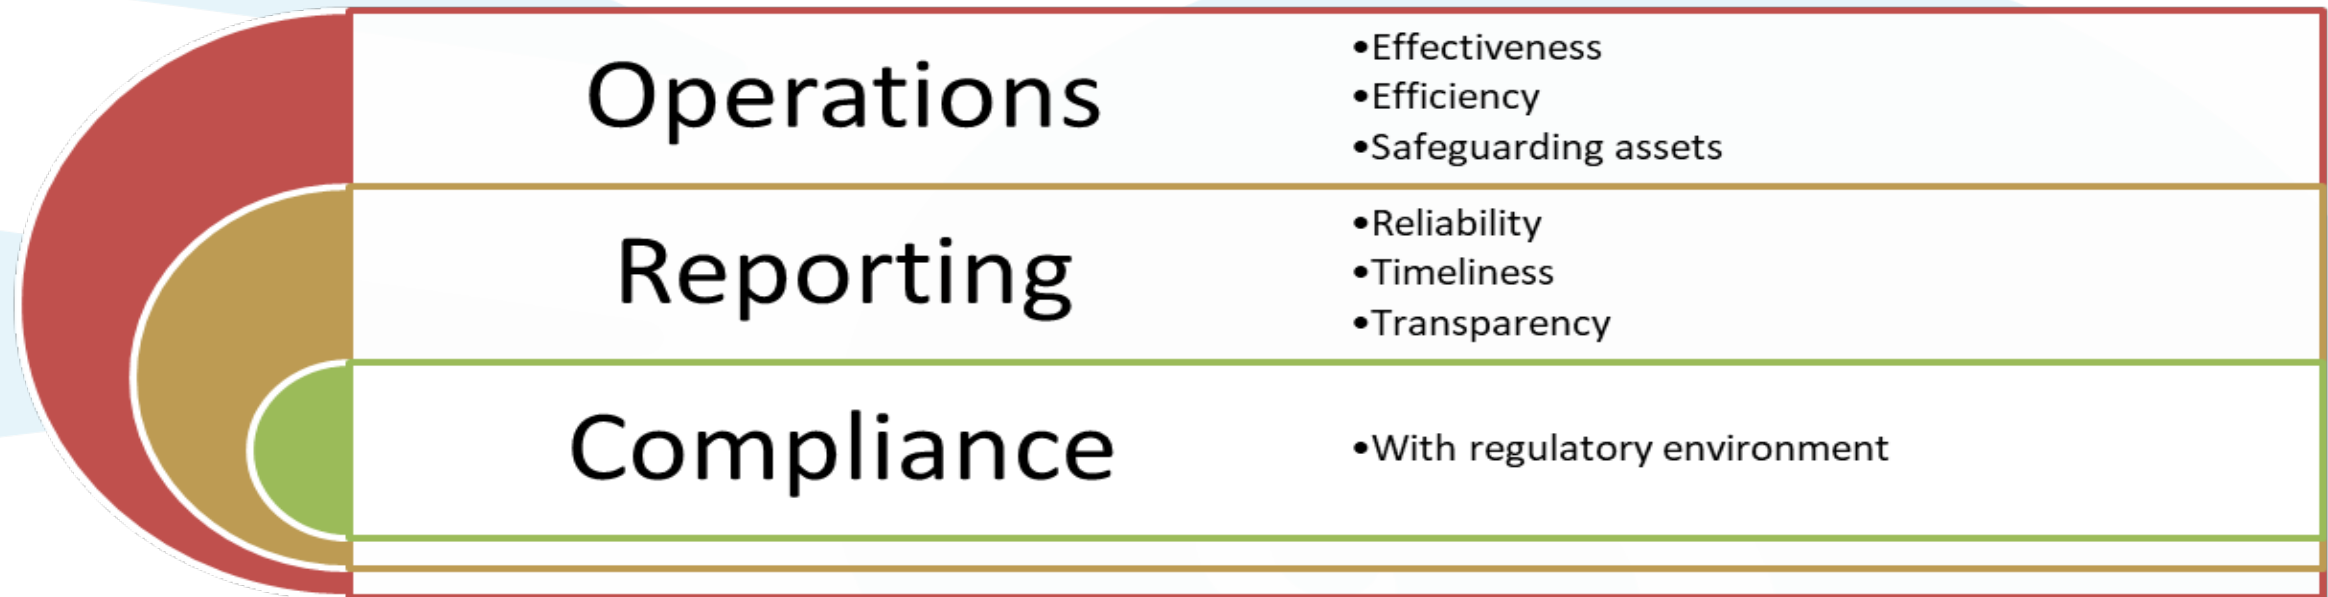 Operations
•Effectiveness
•Efficiency
•Safeguarding assets
Reporting
•Reliability
•Timeliness
•Transparency
Compliance
•With regulatory environment